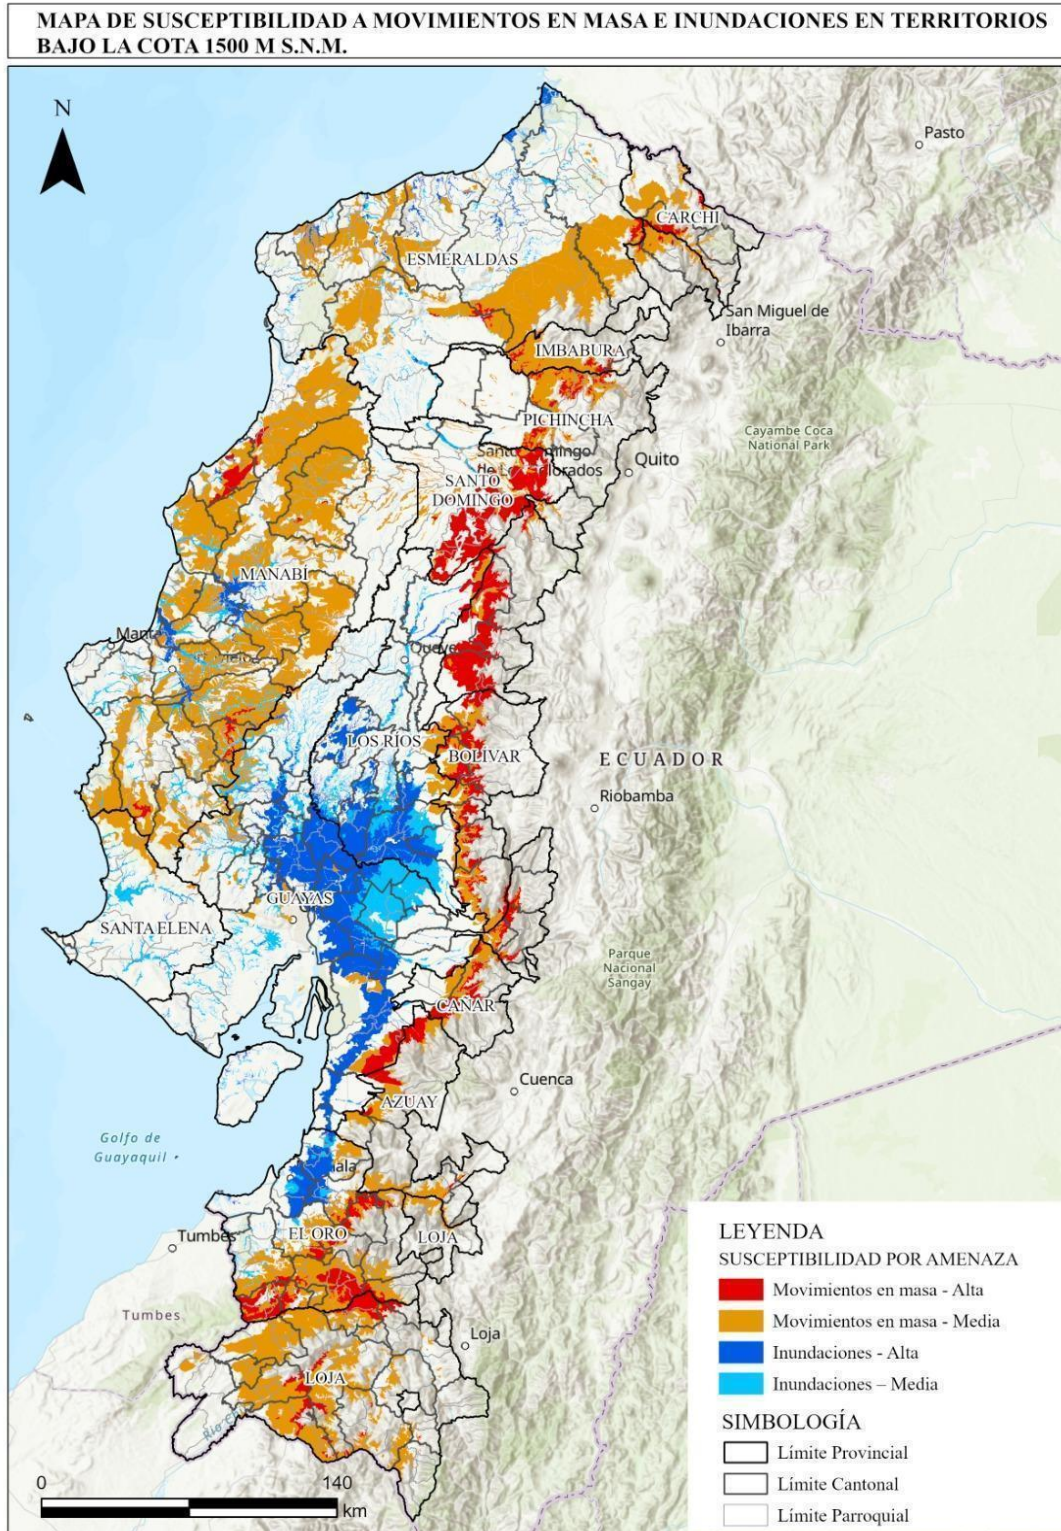 MAPA DE SUSCEPTIBILIDAD A MOVIMIENTOS EN MASA E INUNDACIONES EN TERRITORIOS
BAJO LA COTA 1500 M S.N.M.
N
Pasto
CARCHI
ESMERALDAS
San Miguel de
Ibarra
IMBABURA
Cayambe Coca
National Park
PICHINCHA
Quito
SANTO
DOMINGO
MANABÍ
Manta
LOS RÍOS
BOLIVAR
ECUADOR
Riobamba
GUAYAS
SANTA ELENA
Parque
Nacional
Sangay
CAÑAR
Cuenca
AZUAY
Golfo de
Guayaquil
EL ORO
LOJA
Tumbes
Tumbes
Loja
LOJA
LEYENDA
SUSCEPTIBILIDAD POR AMENAZA
Movimientos en masa - Alta
Movimientos en masa - Media
Inundaciones - Alta
Inundaciones – Media
SIMBOLOGÍA
Límite Provincial
Límite Cantonal
Límite Parroquial
0
140
km